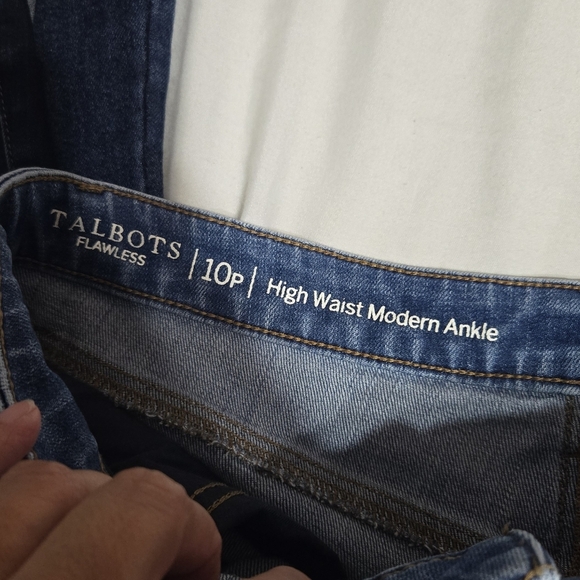 TALBOTS
FLAWLESS
| 10P | High Waist Modern Ankle